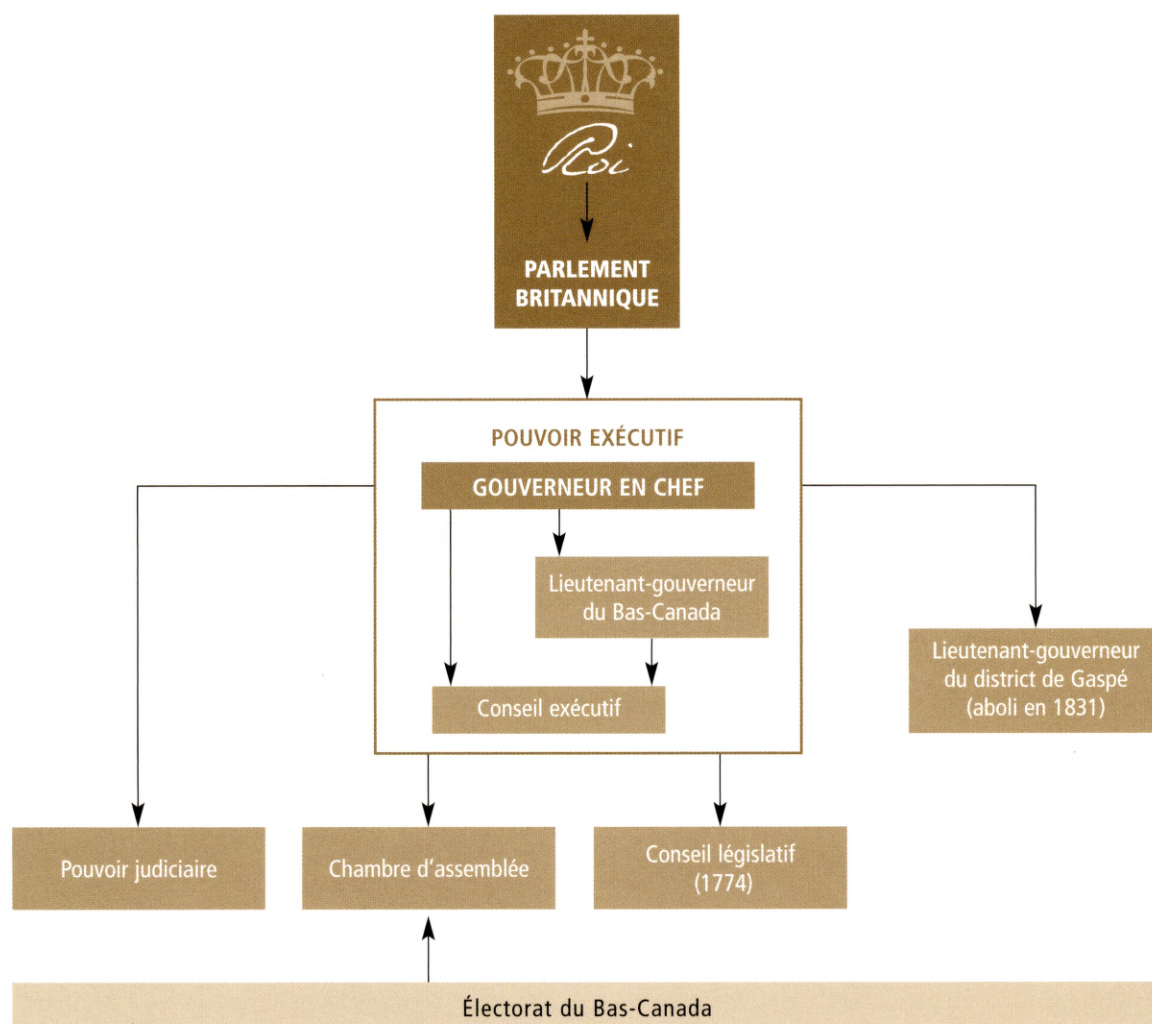 Roi
PARLEMENT
BRITANNIQUE
POUVOIR EXÉCUTIF
GOUVERNEUR EN CHEF
Lieutenant-gouverneur
du Bas-Canada
Conseil exécutif
Lieutenant-gouverneur
du district de Gaspé
(aboli en 1831)
Pouvoir judiciaire
Chambre d'assemblée
Conseil législatif
(1774)
Électorat du Bas-Canada